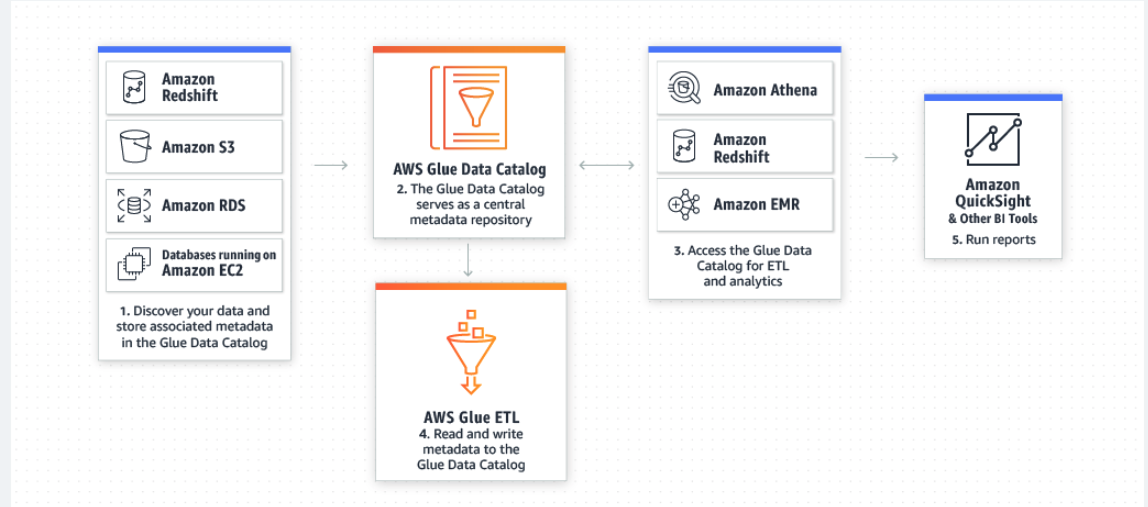 Amazon
Redshift
Amazon S3
Amazon RDS
Databases running on
Amazon EC2
1. Discover your data and
store associated metadata
in the Glue Data Catalog
AWS Glue Data Catalog
2. The Glue Data Catalog
serves as a central
metadata repository
AWS Glue ETL
4. Read and write
metadata to the
Glue Data Catalog
Amazon Athena
Amazon
Redshift
Amazon EMR
3. Access the Glue Data
Catalog for ETL
and analytics
Amazon
QuickSight
& Other BI Tools
5. Run reports